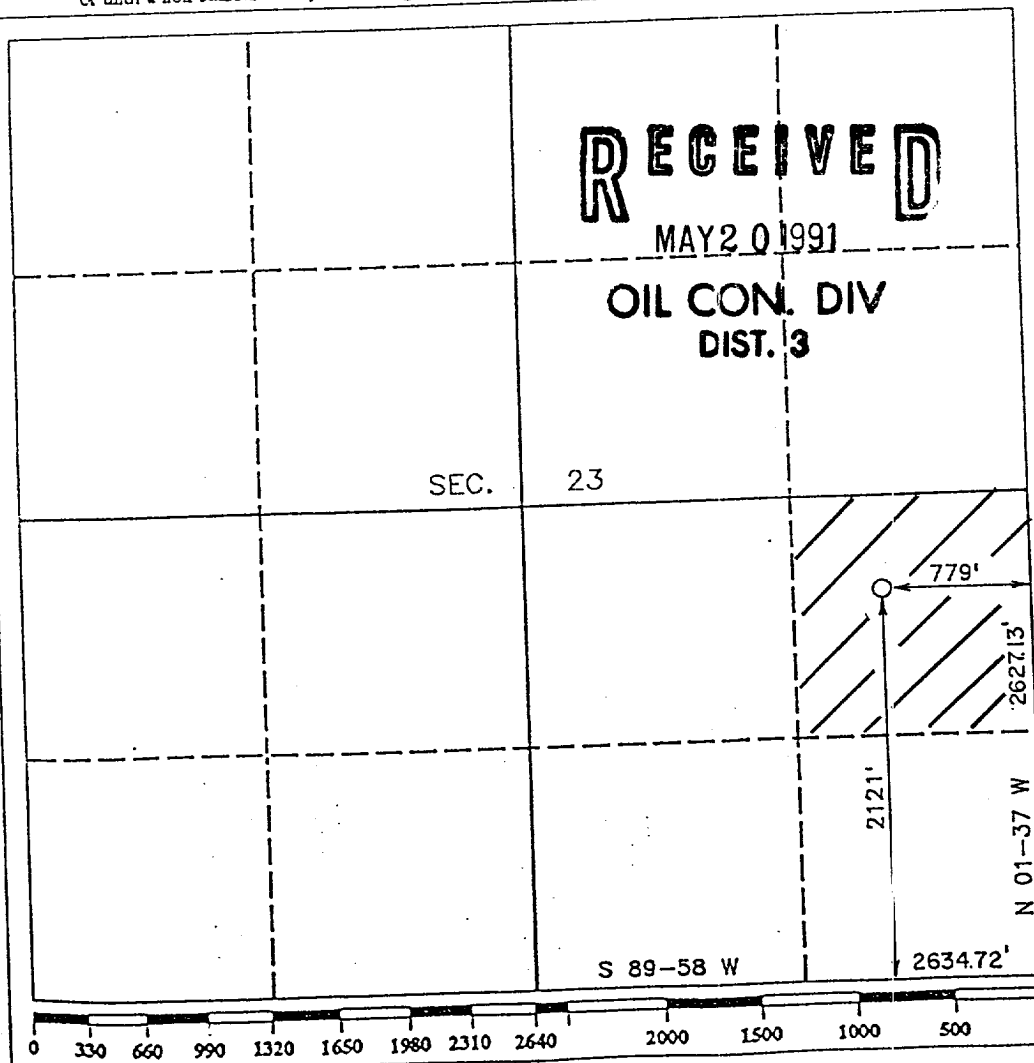 RECEIVED
MAY 20 1991
OIL CON. DIV
DIST. 3
SEC. 23
779'
2627.13'
2121'
N 01-37 W
S 89-58 W
2634.72'
0 330 660 990 1320 1650 1980 2310 2640 2000 1500 1000 500